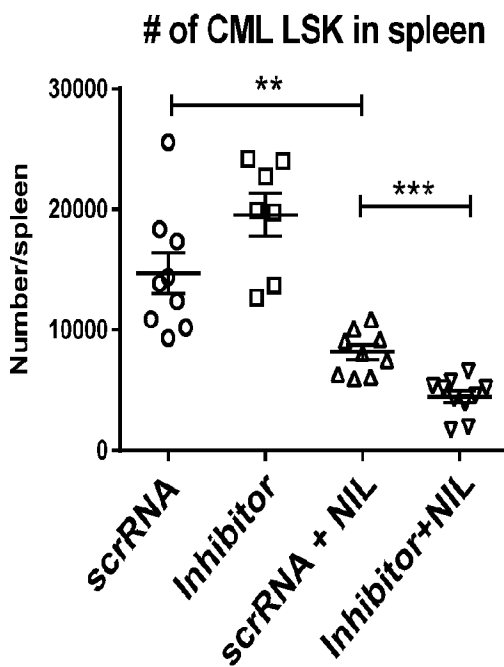 # of CML LSK in spleen
**
***
Number/spleen
30000
20000
10000
0
scrRNA
Inhibitor
scrRNA + NIL
Inhibitor+NIL